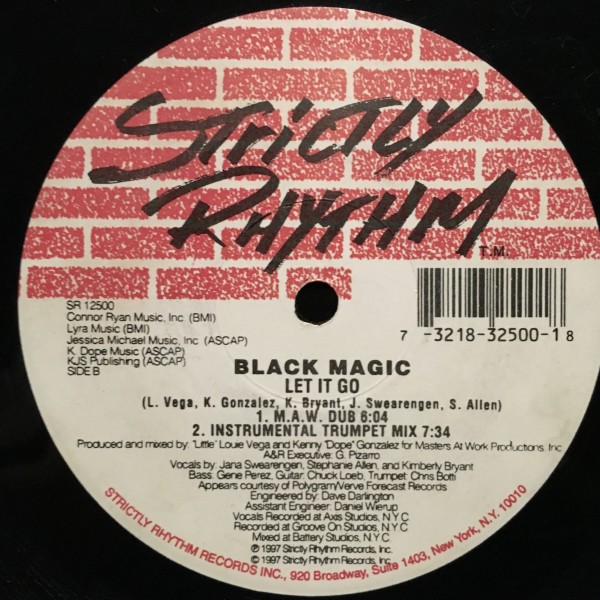 STRICTLY
RHYTHM
T.M.
SR 12500
Connor Ryan Music, Inc. (BMI)
Lyra Music (BMI)
Jessica Michael Music, Inc. (ASCAP)
K. Dope Music (ASCAP)
KJS Publishing (ASCAP)
SIDE B
7 -3218-32500-1 8
BLACK MAGIC
LET IT GO
(L. Vega, K. Gonzalez, K. Bryant, J. Swearengen, S. Allen)
1. M.A.W. DUB 6:04
2. INSTRUMENTAL TRUMPET MIX 7:34
Produced and mixed by: "Little" Louie Vega and Kenny "Dope" Gonzalez for Masters At Work Productions, Inc.
A&R Executive: G. Pizarro
Vocals by: Jana Swearengen, Stephanie Allen, and Kimberly Bryant
Bass: Gene Perez, Guitar: Chuck Loeb, Trumpet: Chris Botti
Appears courtesy of Polygram/Verve Forecast Records
Engineered by: Dave Darlington
Assistant Engineer: Daniel Wierup
Vocals Recorded at Axis Studios, N.Y.C.
Recorded at Groove On Studios, N.Y.C.
Mixed at Battery Studios, N.Y.C.
℗ 1997 Strictly Rhythm Records, Inc.
© 1997 Strictly Rhythm Records, Inc.
STRICTLY RHYTHM RECORDS INC., 920 Broadway, Suite 1403, New York, N.Y. 10010